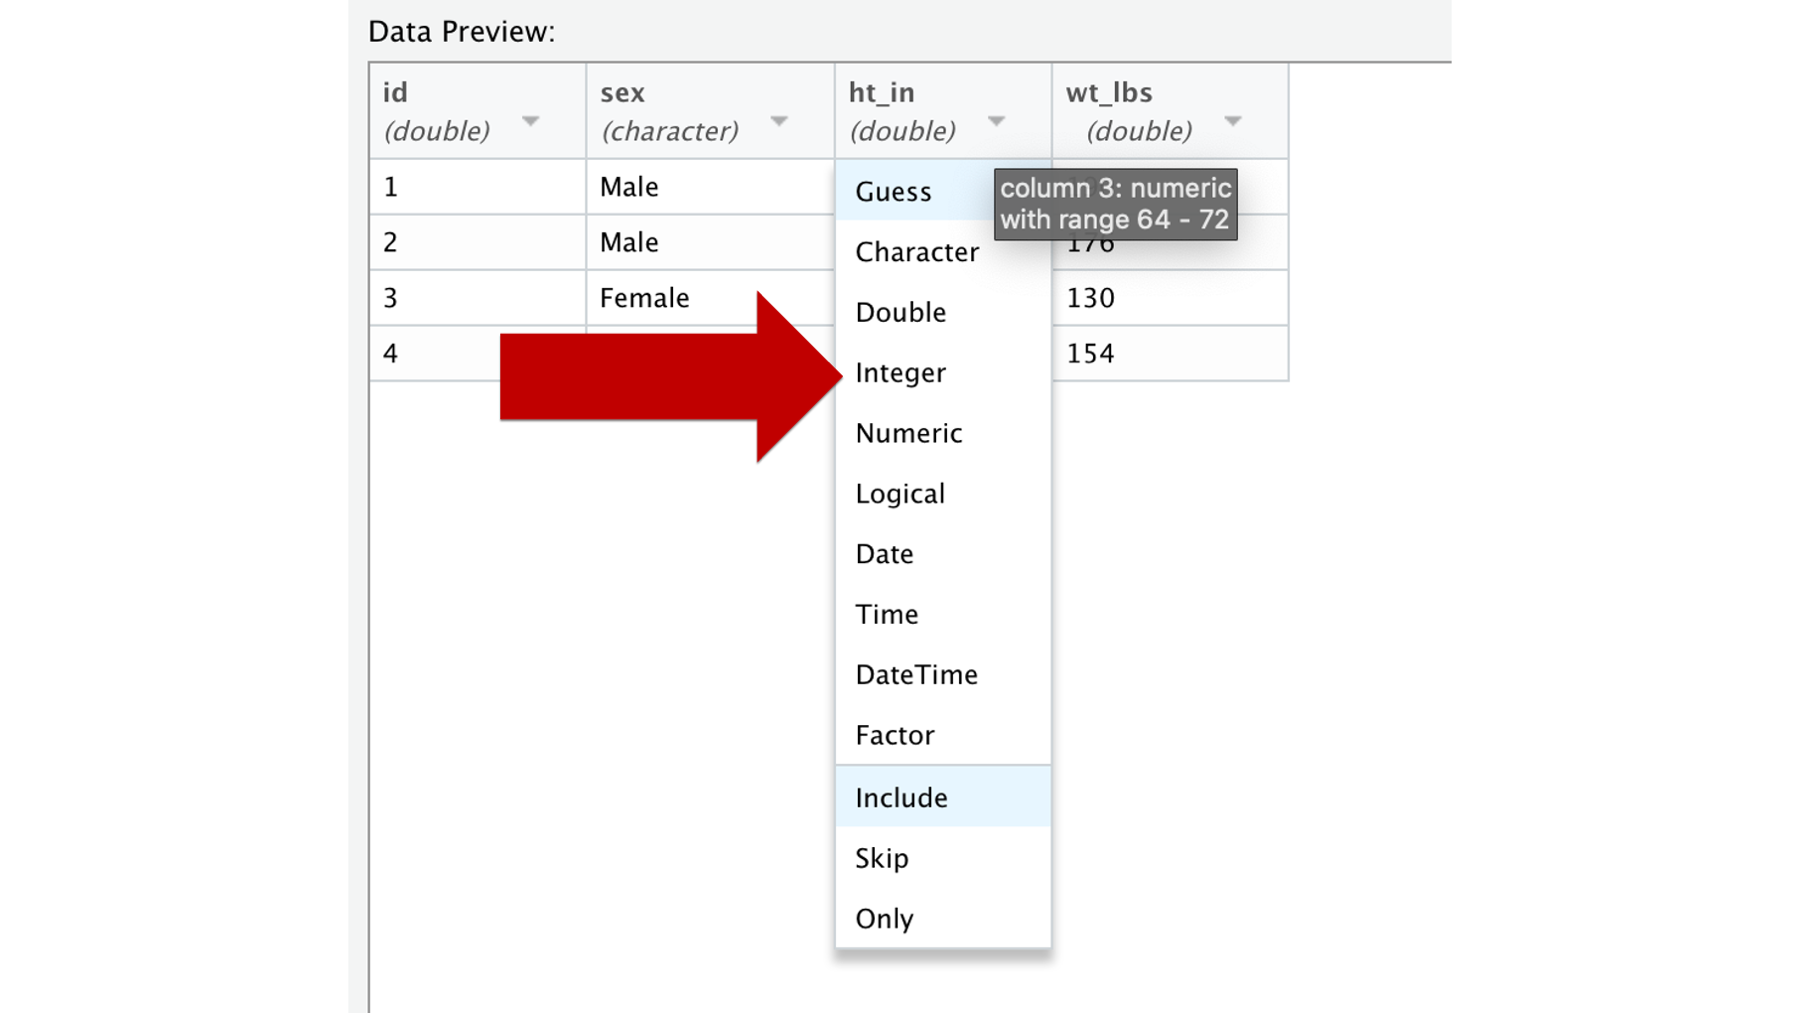 Data Preview:
id sex ht_in wt_lbs
(double) (character) (double) (double)
1 Male
2 Male 176
3 Female 130
4 154
column 3: numeric
with range 64 - 72
Guess
Character
Double
Integer
Numeric
Logical
Date
Time
DateTime
Factor
Include
Skip
Only